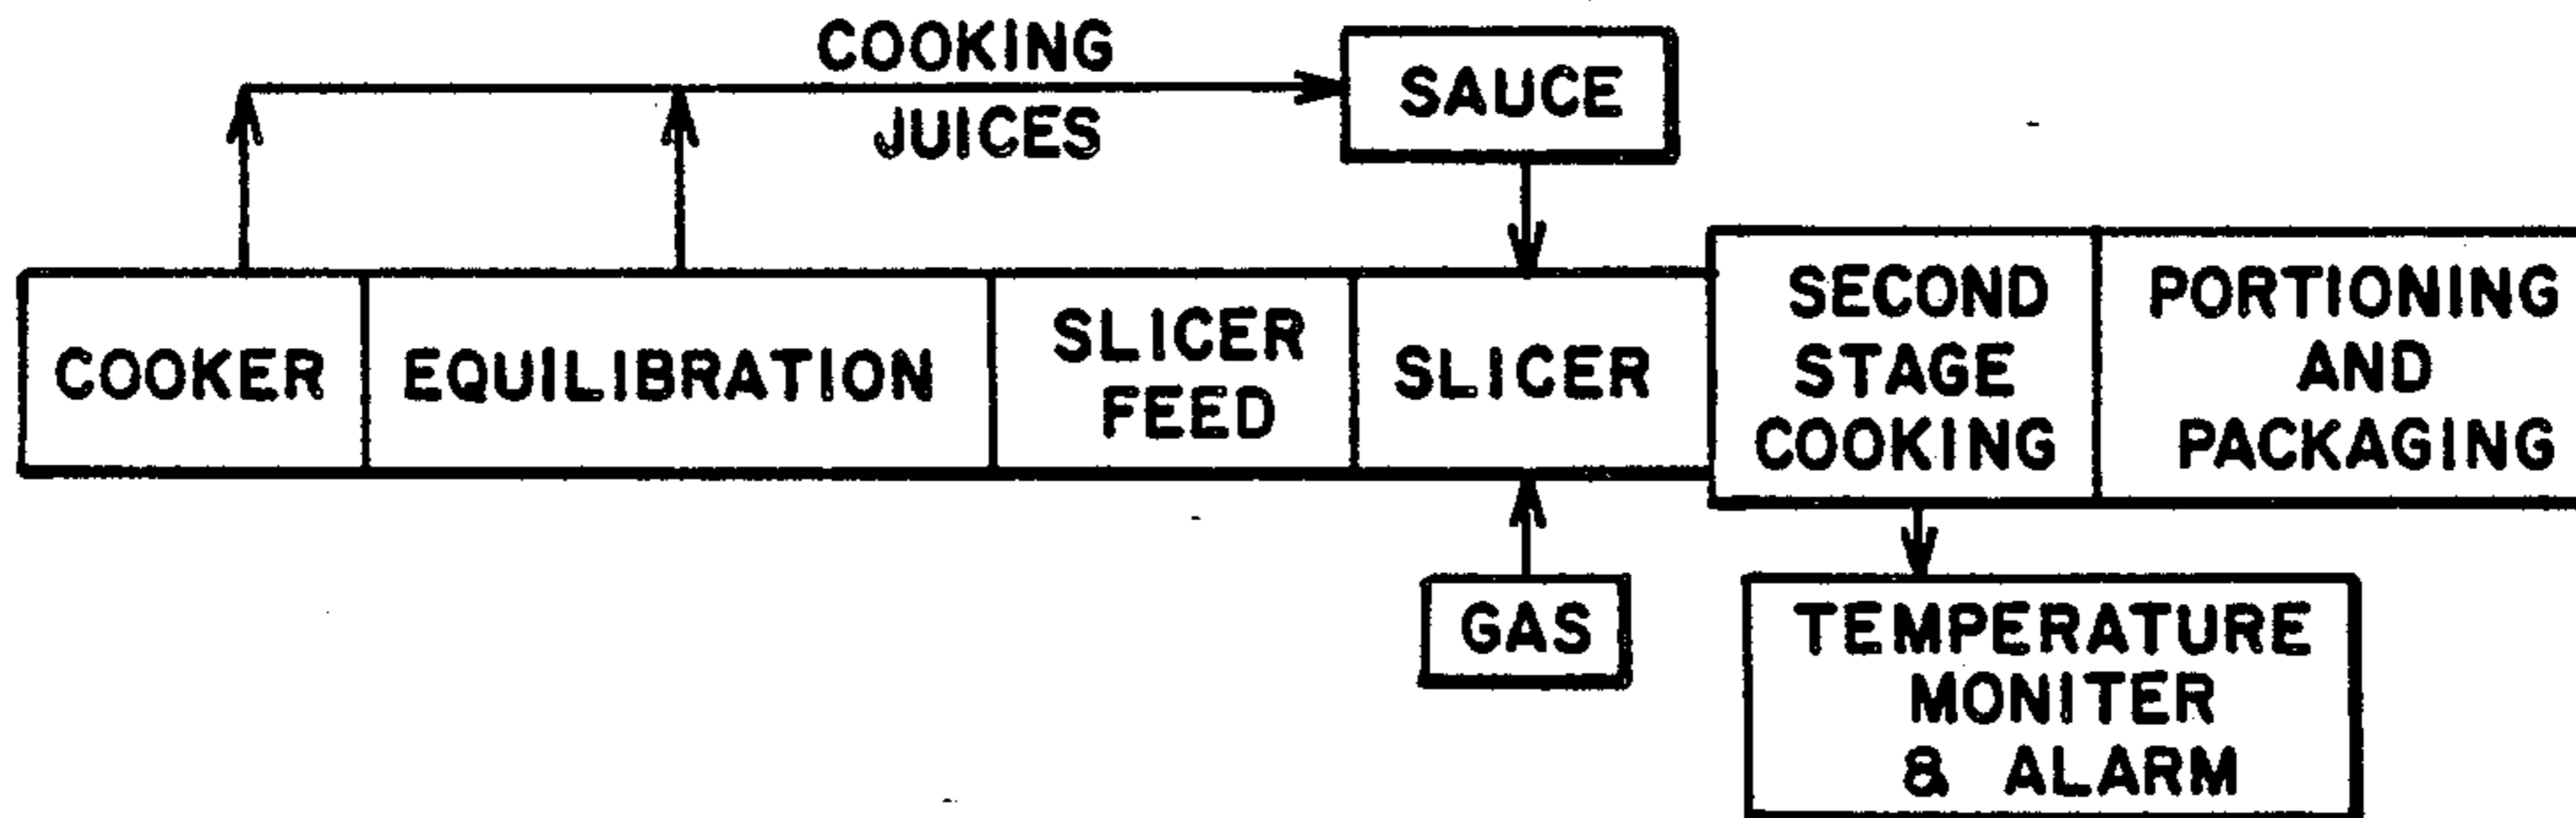 COOKING
JUICES
SAUCE
COOKER
EQUILIBRATION
SLICER
FEED
SLICER
SECOND
STAGE
COOKING
PORTIONING
AND
PACKAGING
GAS
TEMPERATURE
MONITER
& ALARM